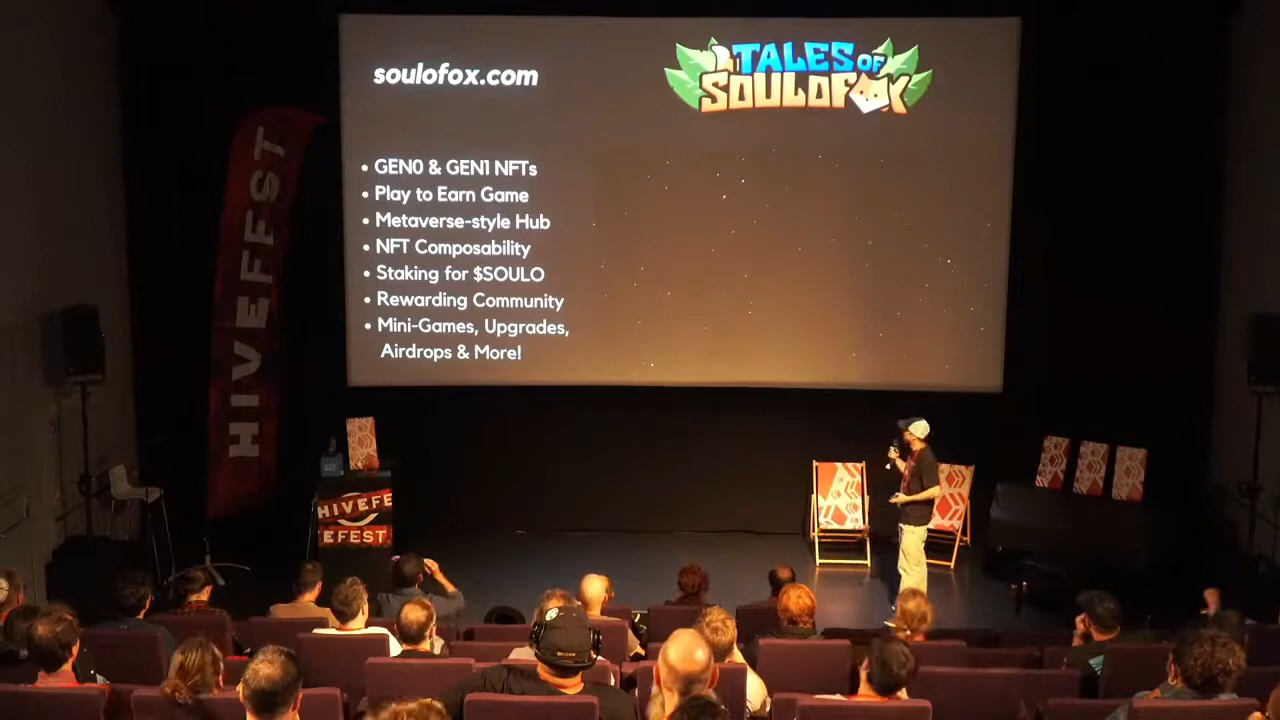 soulofox.com
TALES OF
SOULOFOX
• GEN0 & GEN1 NFTs
• Play to Earn Game
• Metaverse-style Hub
• NFT Composability
• Staking for $SOULO
• Rewarding Community
• Mini-Games, Upgrades,
Airdrops & More!
HIVEFEST
HIVEFE
EFEST